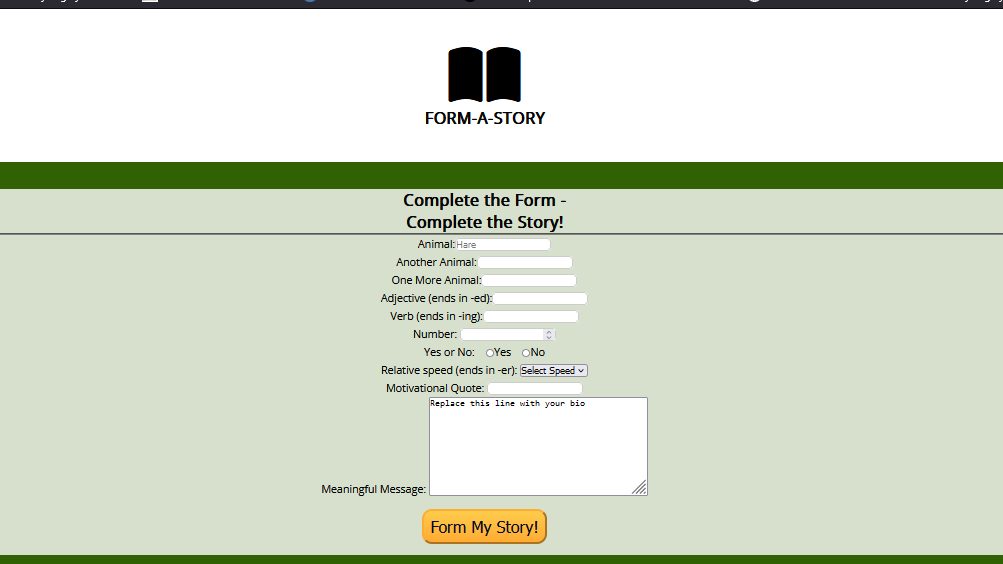 FORM-A-STORY
Complete the Form -
Complete the Story!
Animal: Hare
Another Animal:
One More Animal:
Adjective (ends in -ed):
Verb (ends in -ing):
Number:
Yes or No: Yes No
Relative speed (ends in -er): Select Speed
Motivational Quote:
Replace this line with your bio
Meaningful Message:
Form My Story!